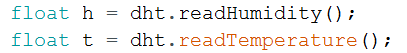 float h = dht.readHumidity();
float t = dht.readTemperature();